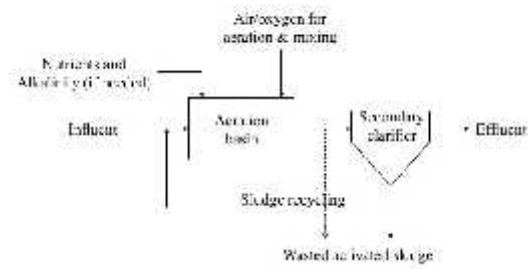 Air/oxygen for
aeration & mixing
Nutrients and
Alkalinity (if needed)
Influent
Aeration
basin
Secondary
clarifier
Effluent
Sludge recycling
Wasted activated sludge